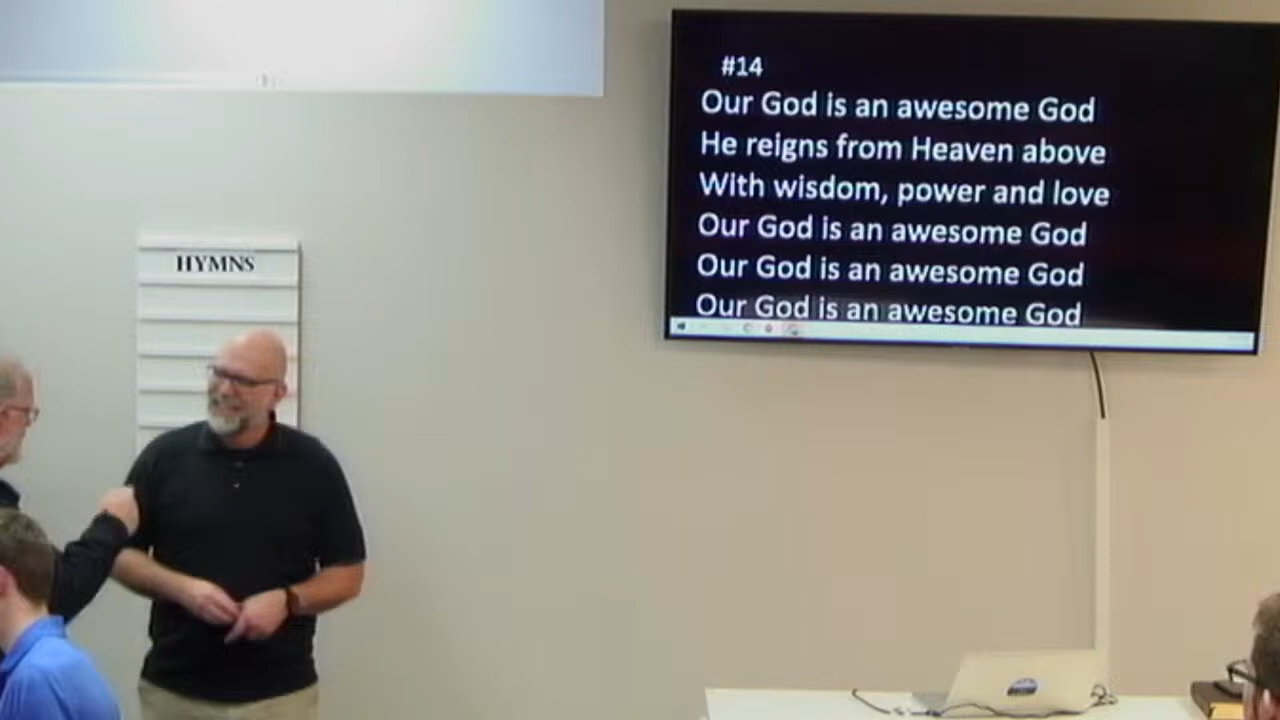 #14
Our God is an awesome God
He reigns from Heaven above
With wisdom, power and love
Our God is an awesome God
Our God is an awesome God
Our God is an awesome God
HYMNS